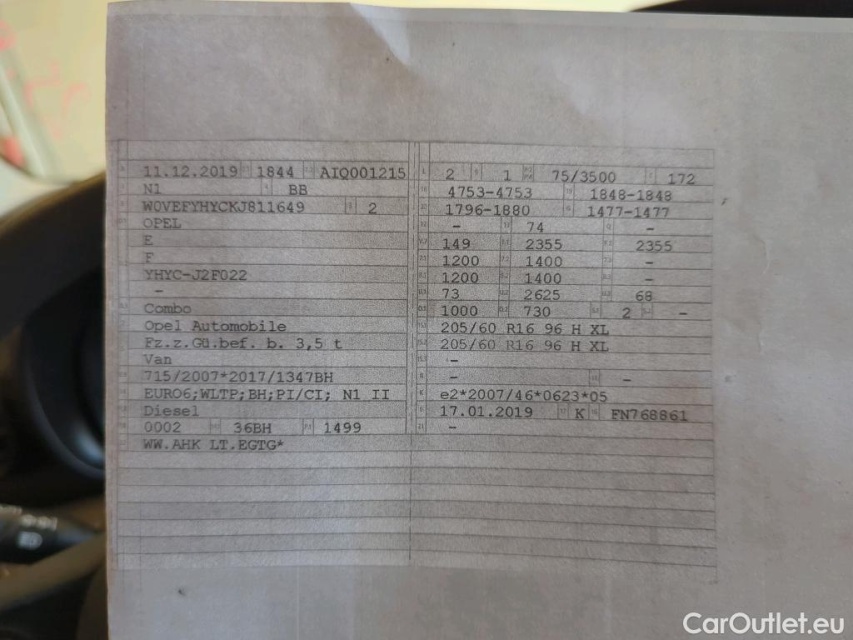 11.12.2019 1844 AIQ001215 2 1 75/3500 172
N1 BB 4753-4753 1848-1848
W0VEFYHYCKJ811649 2 1796-1880 1477-1477
OPEL - 74 -
E 149 2355 2355
F 1200 1400 -
YHYC-J2F022 1200 1400 -
- 73 2625 68
Combo 1000 730 2 -
Opel Automobile 205/60 R16 96 H XL
Fz.z.Gü.bef. b. 3,5 t 205/60 R16 96 H XL
Van -
715/2007*2017/1347BH - -
EURO6;WLTP;BH;PI/CI; N1 II e2*2007/46*0623*05
Diesel 17.01.2019 K FN768861
0002 36BH 1499 -
WW.AHK LT.EGTG*
CarOutlet.eu